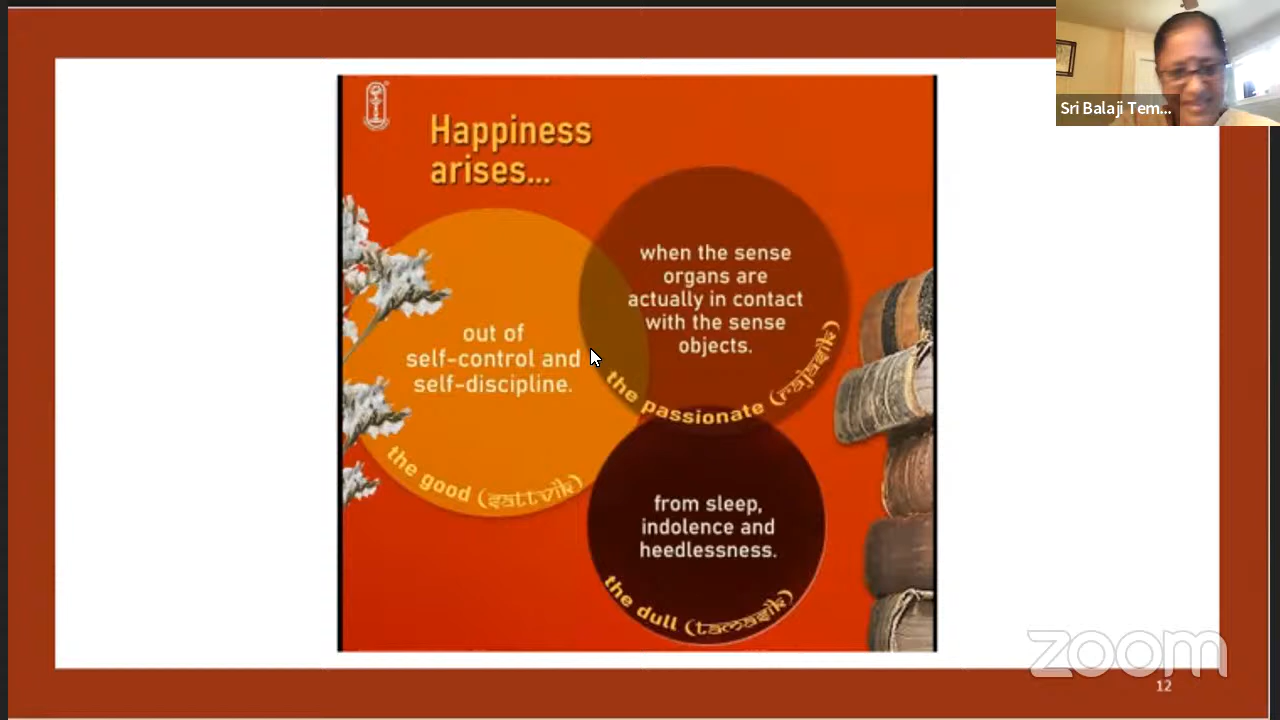 Sri Balaji Tem...
Happiness
arises...
out of
self-control and
self-discipline.
the good (sattvik)
when the sense
organs are
actually in contact
with the sense
objects.
the passionate (rajasik)
from sleep,
indolence and
heedlessness.
the dull (tamasik)
zoom
12